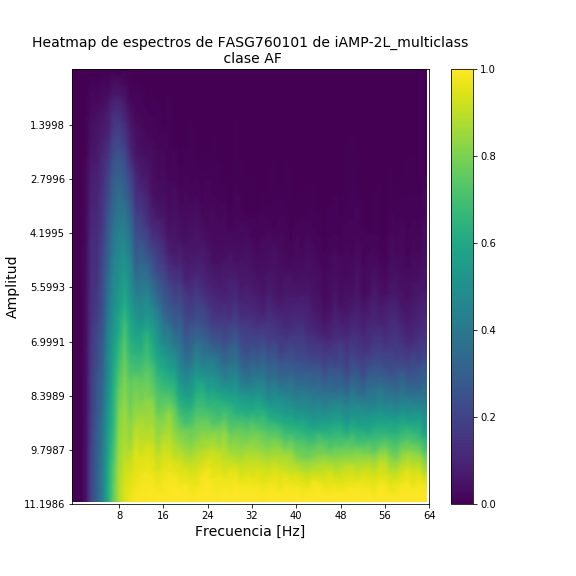 Heatmap de espectros de FASG760101 de iAMP-2L_multiclass
clase AF
Amplitud
1.3998
2.7996
4.1995
5.5993
6.9991
8.3989
9.7987
11.1986
8 16 24 32 40 48 56 64
Frecuencia [Hz]
1.0
0.8
0.6
0.4
0.2
0.0